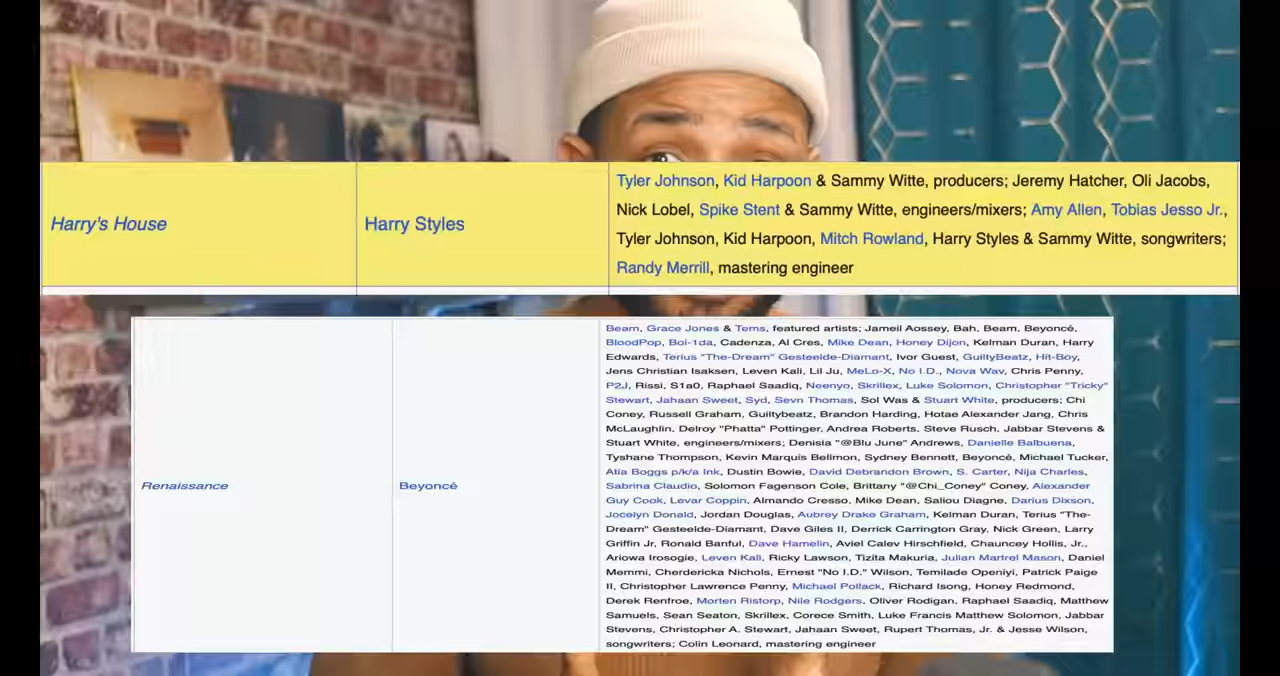 Harry's House
Harry Styles
Tyler Johnson, Kid Harpoon & Sammy Witte, producers; Jeremy Hatcher, Oli Jacobs,
Nick Lobel, Spike Stent & Sammy Witte, engineers/mixers; Amy Allen, Tobias Jesso Jr.,
Tyler Johnson, Kid Harpoon, Mitch Rowland, Harry Styles & Sammy Witte, songwriters;
Randy Merrill, mastering engineer
Renaissance
Beyoncé
Beam, Grace Jones & Tems, featured artists; Jameil Aossey, Bah, Beam, Beyoncé,
BloodPop, Boi-1da, Cadenza, Al Cres, Mike Dean, Honey Dijon, Kelman Duran, Harry
Edwards, Terius "The-Dream" Gesteelde-Diamant, Ivor Guest, GuiltyBeatz, Hit-Boy,
Jens Christian Isaksen, Leven Kali, Lil Ju, MeLo-X, No I.D., Nova Wav, Chris Penny,
P2J, Rissi, S1a0, Raphael Saadiq, Neenyo, Skrillex, Luke Solomon, Christopher "Tricky"
Stewart, Jahaan Sweet, Syd, Sevn Thomas, Sol Was & Stuart White, producers; Chi
Coney, Russell Graham, Guiltybeatz, Brandon Harding, Hotae Alexander Jang, Chris
McLaughlin, Delroy "Phatta" Pottinger, Andrea Roberts, Steve Rusch, Jabbar Stevens &
Stuart White, engineers/mixers; Denisia "@Blu June" Andrews, Danielle Balbuena,
Tyshane Thompson, Kevin Marquis Bellmon, Sydney Bennett, Beyoncé, Michael Tucker,
Atia Boggs p/k/a Ink, Dustin Bowie, David Debrandon Brown, S. Carter, Nija Charles,
Sabrina Claudio, Solomon Fagenson Cole, Brittany "@Chi_Coney" Coney, Alexander
Guy Cook, Levar Coppin, Almando Cresso, Mike Dean, Saliou Diagne, Darius Dixson,
Jocelyn Donald, Jordan Douglas, Aubrey Drake Graham, Kelman Duran, Terius "The-
Dream" Gesteelde-Diamant, Dave Giles II, Derrick Carrington Gray, Nick Green, Larry
Griffin Jr, Ronald Banful, Dave Hamelin, Aviel Calev Hirschfield, Chauncey Hollis, Jr.,
Ariowa Irosogie, Leven Kali, Ricky Lawson, Tizita Makuria, Julian Martrel Mason, Daniel
Memmi, Cherdericka Nichols, Ernest "No I.D." Wilson, Temilade Openiyi, Patrick Paige
II, Christopher Lawrence Penny, Michael Pollack, Richard Isong, Honey Redmond,
Derek Renfroe, Morten Ristorp, Nile Rodgers, Oliver Rodigan, Raphael Saadiq, Matthew
Samuels, Sean Seaton, Skrillex, Corece Smith, Luke Francis Matthew Solomon, Jabbar
Stevens, Christopher A. Stewart, Jahaan Sweet, Rupert Thomas, Jr. & Jesse Wilson,
songwriters; Colin Leonard, mastering engineer